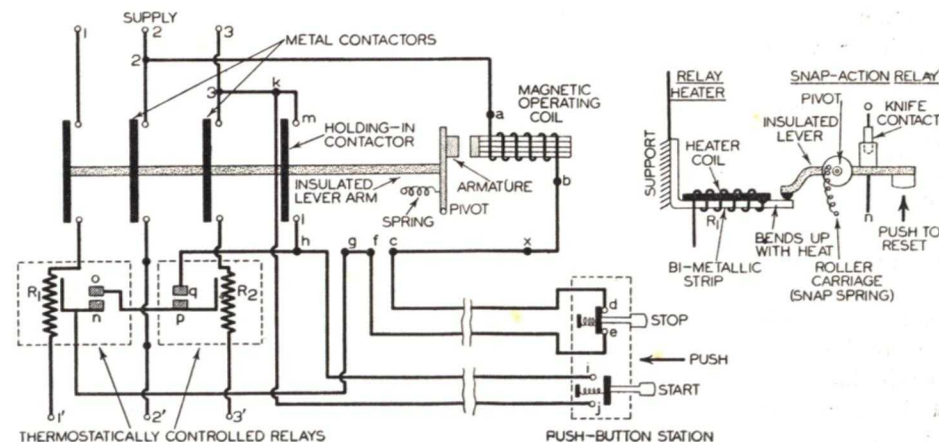 SUPPLY
1 2 3
METAL CONTACTORS
2
3
k
a
m
MAGNETIC
OPERATING
COIL
HOLDING-IN
CONTACTOR
b
INSULATED
LEVER ARM
ARMATURE
SPRING
PIVOT
l
h
g f c x
R1
o
n
q
p
R2
d
STOP
e
PUSH
i
START
j
1' 2' 3'
THERMOSTATICALLY CONTROLLED RELAYS
PUSH-BUTTON STATION
RELAY
HEATER
SNAP-ACTION RELAY
PIVOT
INSULATED
LEVER
KNIFE
CONTACT
o
SUPPORT
HEATER
COIL
R1
n
BENDS UP
WITH HEAT
PUSH TO
RESET
BI-METALLIC
STRIP
ROLLER
CARRIAGE
(SNAP SPRING)